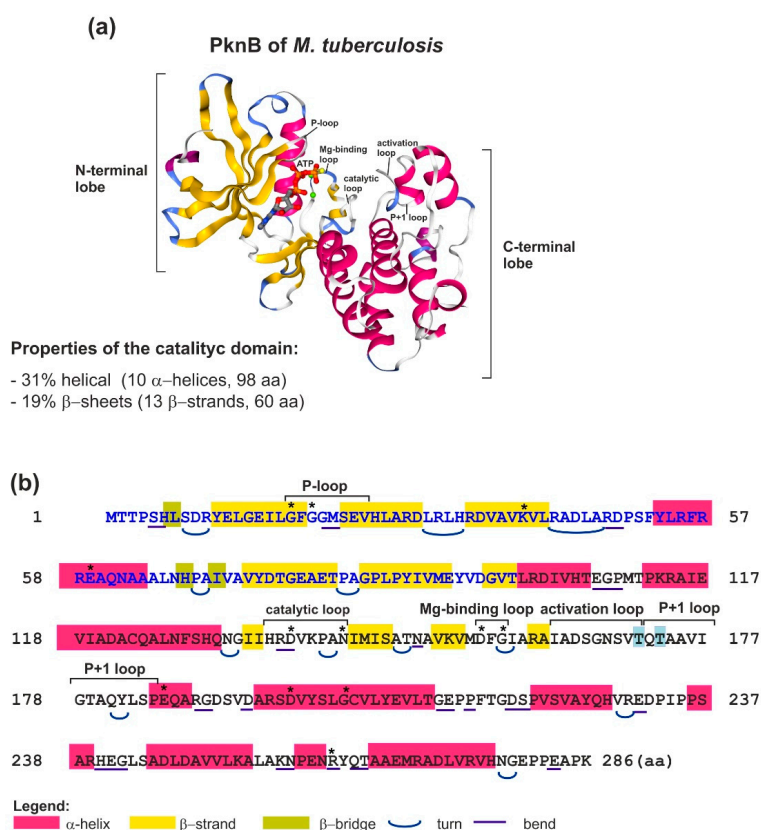 (a)
PknB of M. tuberculosis
P-loop
Mg-binding
loop
activation
loop
N-terminal
lobe
ATP
catalytic
loop
P+1 loop
C-terminal
lobe
Properties of the catalityc domain:
- 31% helical (10 α−helices, 98 aa)
- 19% β−sheets (13 β−strands, 60 aa)
(b)
P-loop
* * *
1 MTTPSHLSDRYELGEILGFGGMSEVHLARDLRLHRDVAVKVLRADLARDPSFYLRFR 57
*
58 REAQNAAALNHPAIVAVYDTGEAETPAGPLPYIVMEYVDGVTLRDIVHTEGPMTPKRAIE 117
catalytic loop Mg-binding loop activation loop P+1 loop
* * * *
118 VIADACQALNFSHQNGIIHRDVKPANIMISATNAVKVMDFGIARAIADSGNSVTQTAAVI 177
P+1 loop
* * *
178 GTAQYLSPEQARGDSVDARSDVYSLGCVLYEVLTGEPPFTGDSPVSVAYQHVREDPIPPS 237
*
238 ARHEGLSADLDAVVLKALAKNPENRYQTAAEMRADLVRVHNGEPPEAPK 286(aa)
Legend:
α−helix β−strand β−bridge turn bend